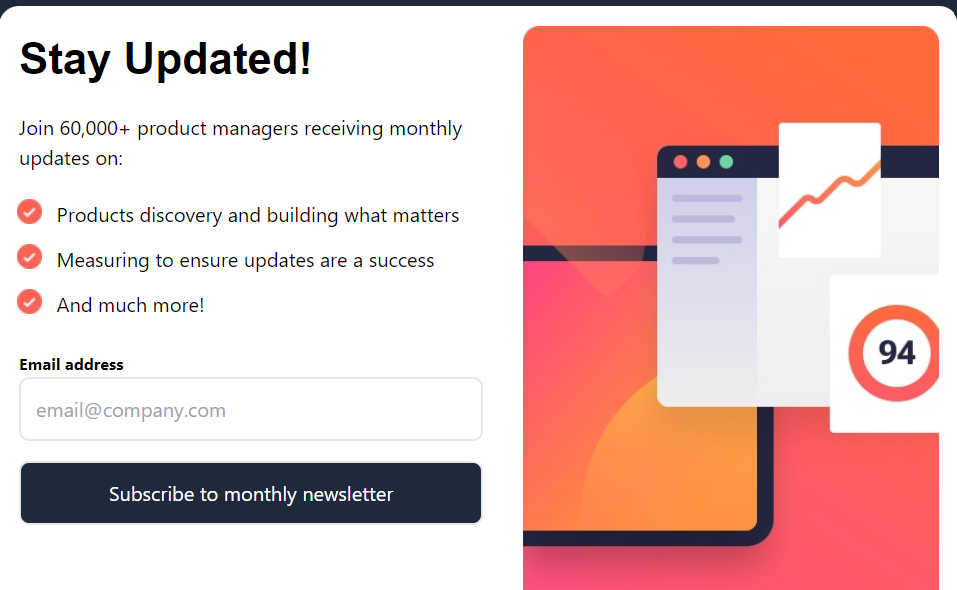 Stay Updated!
Join 60,000+ product managers receiving monthly
updates on:
Products discovery and building what matters
Measuring to ensure updates are a success
And much more!
Email address
email@company.com
Subscribe to monthly newsletter
94